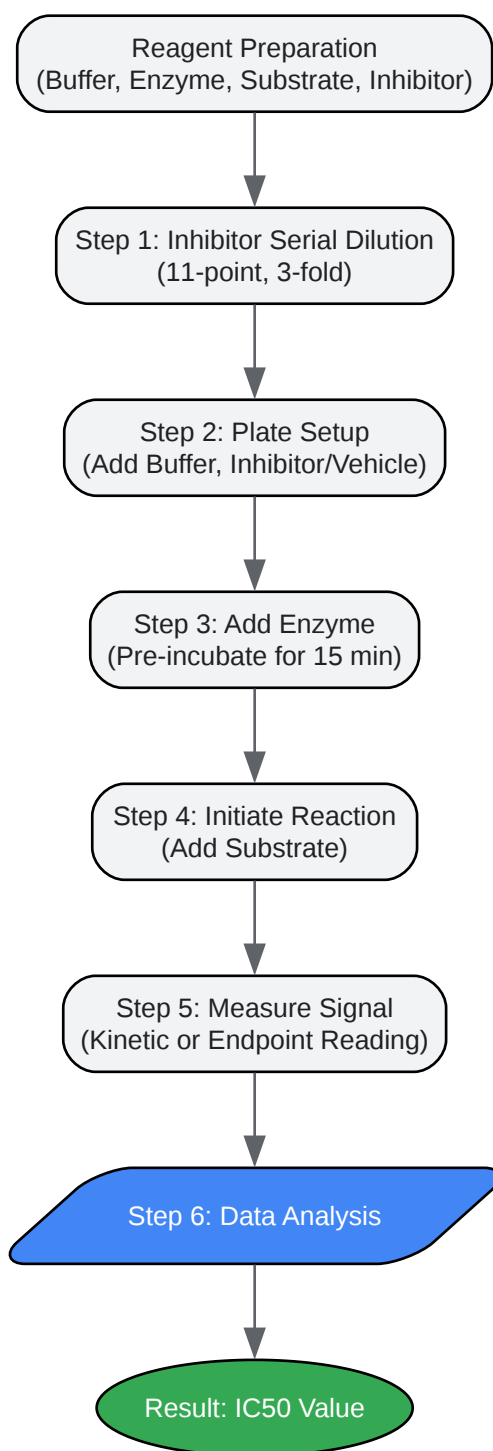 Reagent Preparation
(Buffer, Enzyme, Substrate, Inhibitor)
Step 1: Inhibitor Serial Dilution
(11-point, 3-fold)
Step 2: Plate Setup
(Add Buffer, Inhibitor/Vehicle)
Step 3: Add Enzyme
(Pre-incubate for 15 min)
Step 4: Initiate Reaction
(Add Substrate)
Step 5: Measure Signal
(Kinetic or Endpoint Reading)
Step 6: Data Analysis
Result: IC50 Value